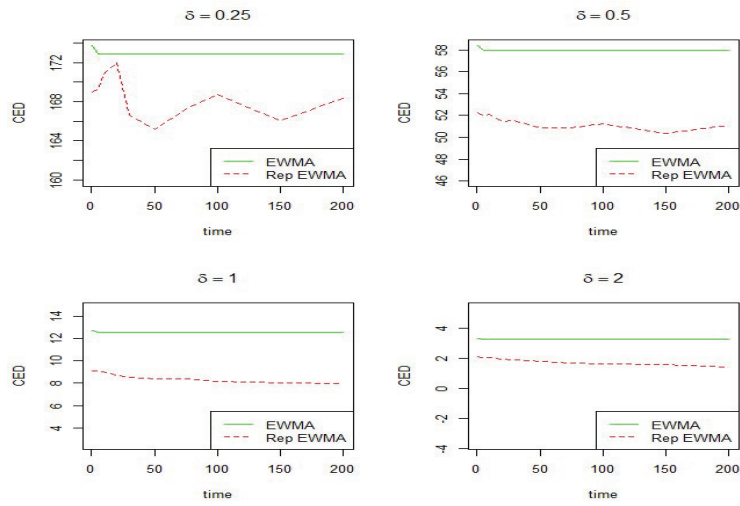 δ = 0.25
CED
160 164 168 172
0 50 100 150 200
time
EWMA
Rep EWMA
δ = 0.5
CED
46 48 50 52 54 56 58
0 50 100 150 200
time
EWMA
Rep EWMA
δ = 1
CED
4 6 8 10 12 14
0 50 100 150 200
time
EWMA
Rep EWMA
δ = 2
CED
-4 -2 0 2 4
0 50 100 150 200
time
EWMA
Rep EWMA